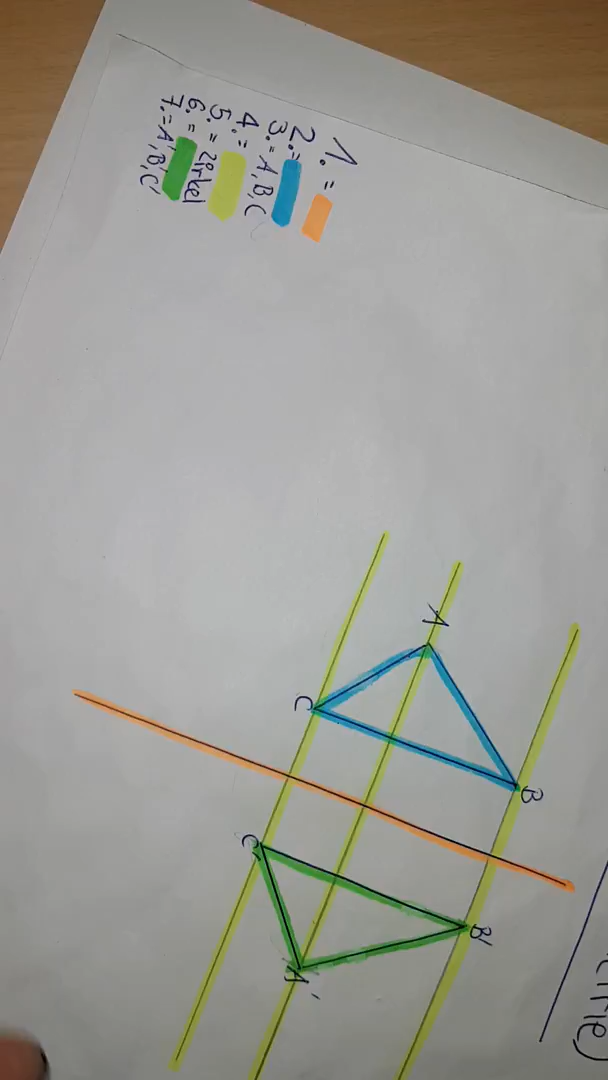 1. =
2. =
3. = A, B, C
4. =
5. = Zirkel
6. =
7. = A', B', C'
A
B
C
C'
B'
A'